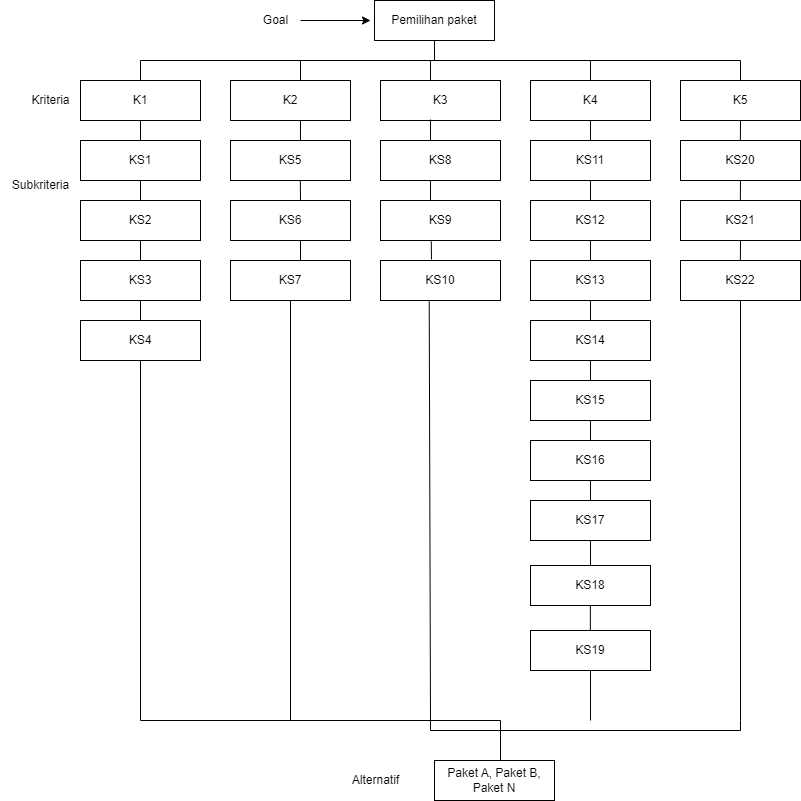 Goal
Pemilihan paket
Kriteria
K1
K2
K3
K4
K5
Subkriteria
KS1
KS5
KS8
KS11
KS20
KS2
KS6
KS9
KS12
KS21
KS3
KS7
KS10
KS13
KS22
KS4
KS14
KS15
KS16
KS17
KS18
KS19
Alternatif
Paket A, Paket B,
Paket N